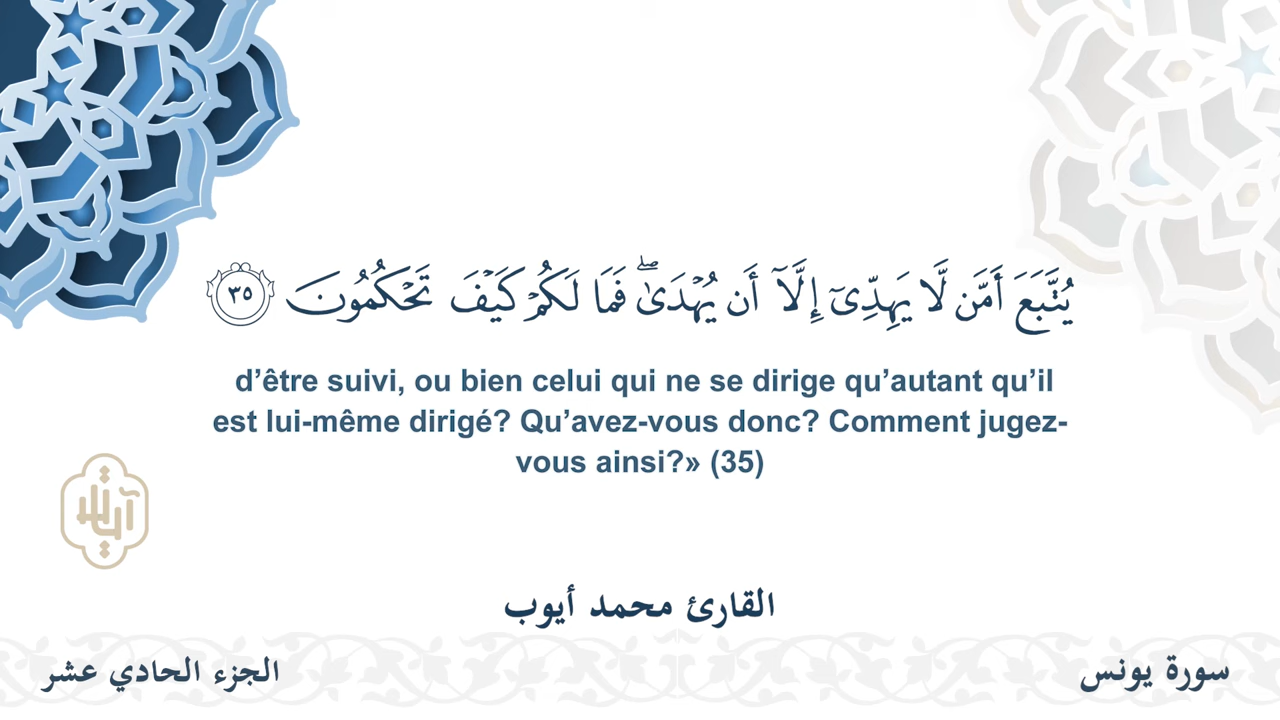 يُتَّبَعَ أَمَّن لَّا يَهِدِّىٓ إِلَّآ أَن يُهْدَىٰ ۖ فَمَا لَكُمْ كَيْفَ تَحْكُمُونَ ٣٥
d’être suivi, ou bien celui qui ne se dirige qu’autant qu’il
est lui-même dirigé? Qu’avez-vous donc? Comment jugez-
vous ainsi?» (35)
آيات
القارئ محمد أيوب
سورة يونس
الجزء الحادي عشر